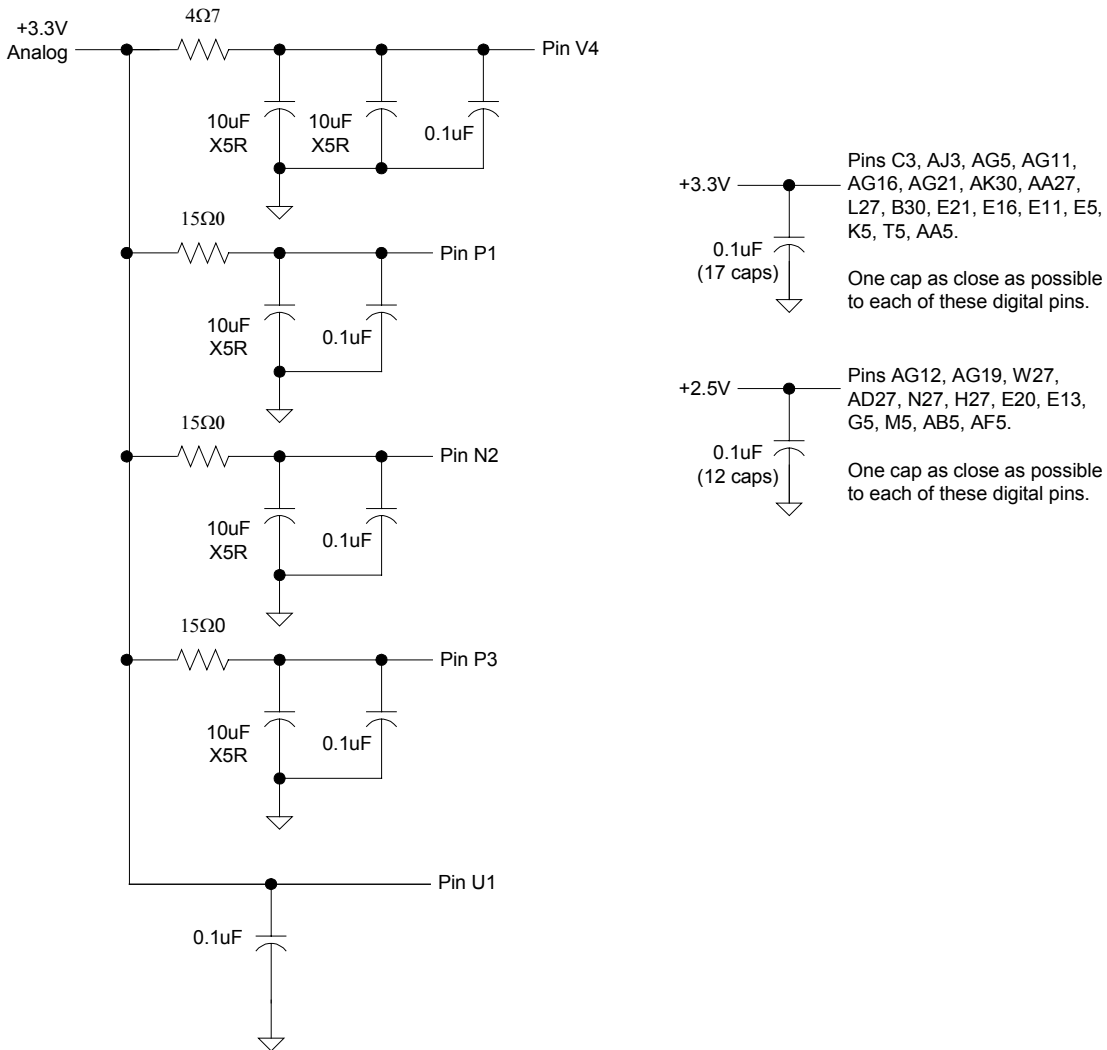 +3.3V
Analog
4Ω7
Pin V4
10uF
X5R
10uF
X5R
0.1uF
15Ω0
Pin P1
10uF
X5R
0.1uF
15Ω0
Pin N2
10uF
X5R
0.1uF
15Ω0
Pin P3
10uF
X5R
0.1uF
Pin U1
0.1uF
+3.3V
0.1uF
(17 caps)
Pins C3, AJ3, AG5, AG11,
AG16, AG21, AK30, AA27,
L27, B30, E21, E16, E11, E5,
K5, T5, AA5.
One cap as close as possible
to each of these digital pins.
+2.5V
0.1uF
(12 caps)
Pins AG12, AG19, W27,
AD27, N27, H27, E20, E13,
G5, M5, AB5, AF5.
One cap as close as possible
to each of these digital pins.